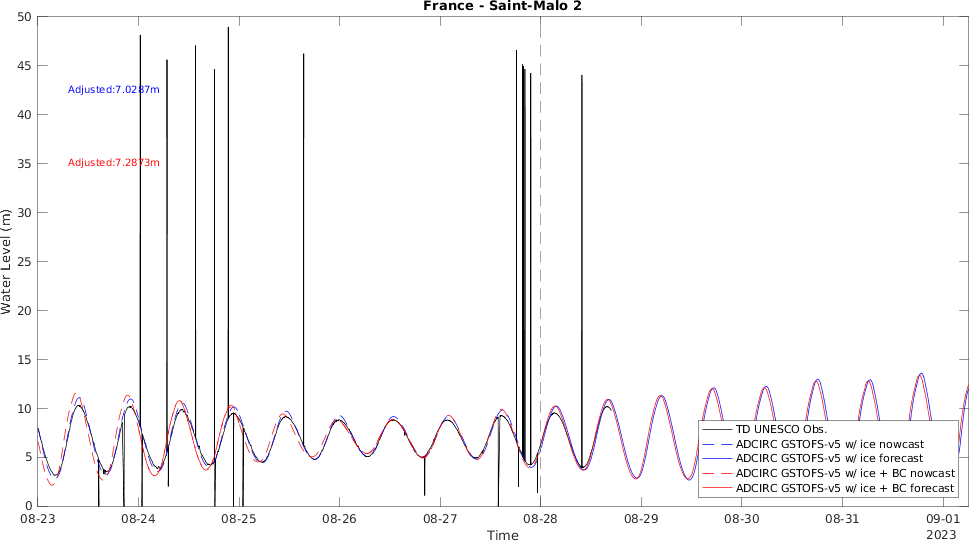 France - Saint-Malo 2
50
45
40
35
30
25
20
15
10
5
0
Water Level (m)
Adjusted:7.0287m
Adjusted:7.2873m
TD UNESCO Obs.
ADCIRC GSTOFS-v5 w/ ice nowcast
ADCIRC GSTOFS-v5 w/ ice forecast
ADCIRC GSTOFS-v5 w/ ice + BC nowcast
ADCIRC GSTOFS-v5 w/ ice + BC forecast
08-23 08-24 08-25 08-26 08-27 08-28 08-29 08-30 08-31 09-01
Time 2023